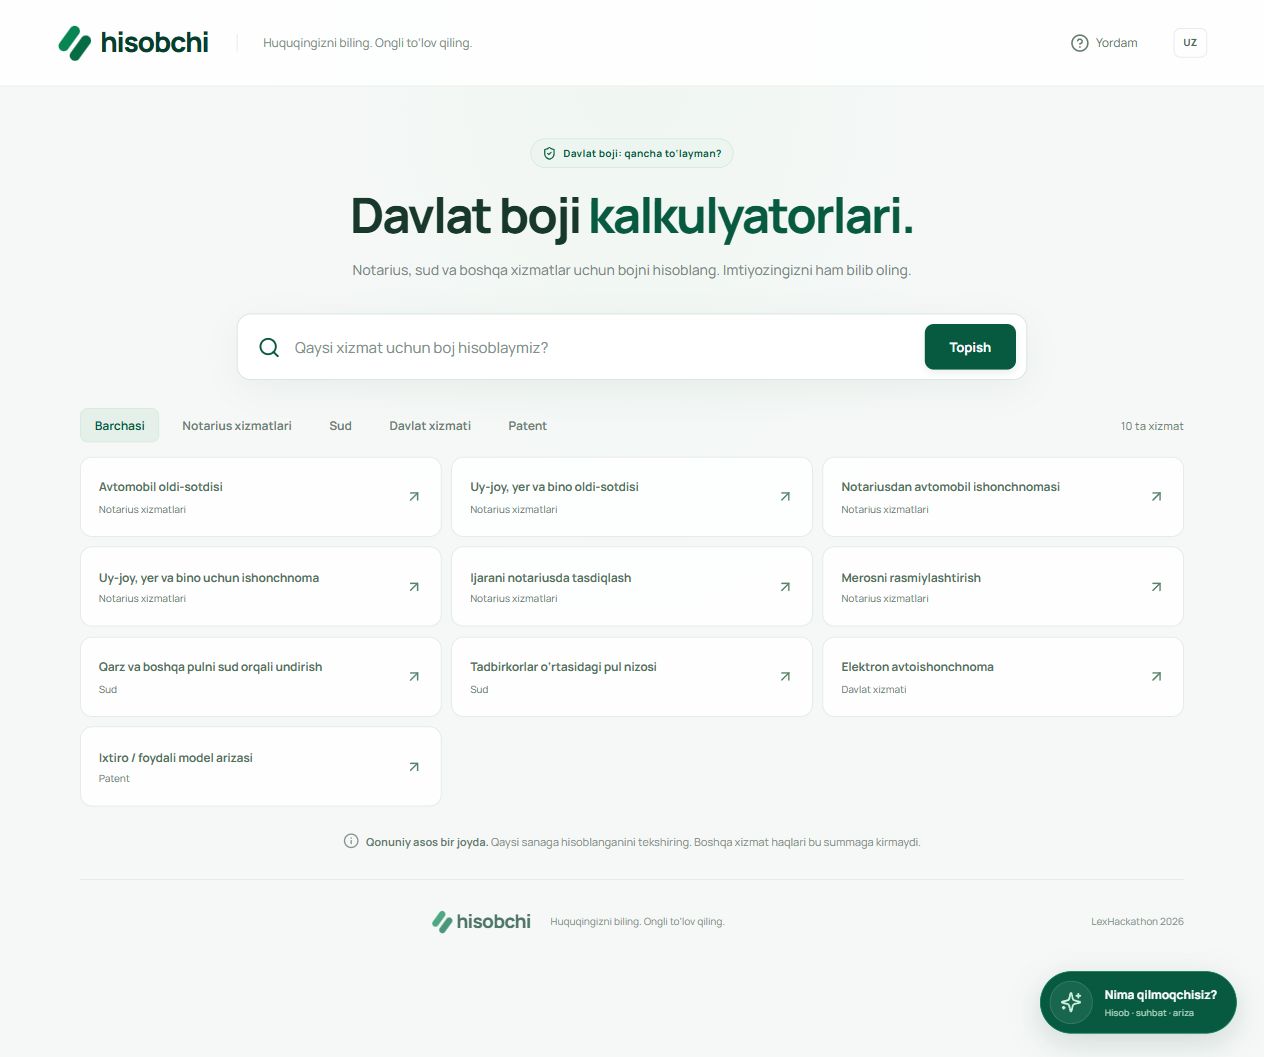 hisobchi
Huquqingizni biling. Ongli to'lov qiling.
Yordam
UZ
Davlat boji: qancha to'layman?
Davlat boji kalkulyatorlari.
Notarius, sud va boshqa xizmatlar uchun bojni hisoblang. Imtiyozingizni ham bilib oling.
Qaysi xizmat uchun boj hisoblaymiz?
Topish
Barchasi
Notarius xizmatlari
Sud
Davlat xizmati
Patent
10 ta xizmat
Avtomobil oldi-sotdisi
Notarius xizmatlari
Uy-joy, yer va bino oldi-sotdisi
Notarius xizmatlari
Notariusdan avtomobil ishonchnomasi
Notarius xizmatlari
Uy-joy, yer va bino uchun ishonchnoma
Notarius xizmatlari
Ijarani notariusda tasdiqlash
Notarius xizmatlari
Merosni rasmiylashtirish
Notarius xizmatlari
Qarz va boshqa pulni sud orqali undirish
Sud
Tadbirkorlar o'rtasidagi pul nizosi
Sud
Elektron avtoishonchnoma
Davlat xizmati
Ixtiro / foydali model arizasi
Patent
Qonuniy asos bir joyda. Qaysi sanaga hisoblanganini tekshiring. Boshqa xizmat haqlari bu summaga kirmaydi.
hisobchi
Huquqingizni biling. Ongli to'lov qiling.
LexHackathon 2026
Nima qilmoqchisiz?
Hisob · suhbat · ariza